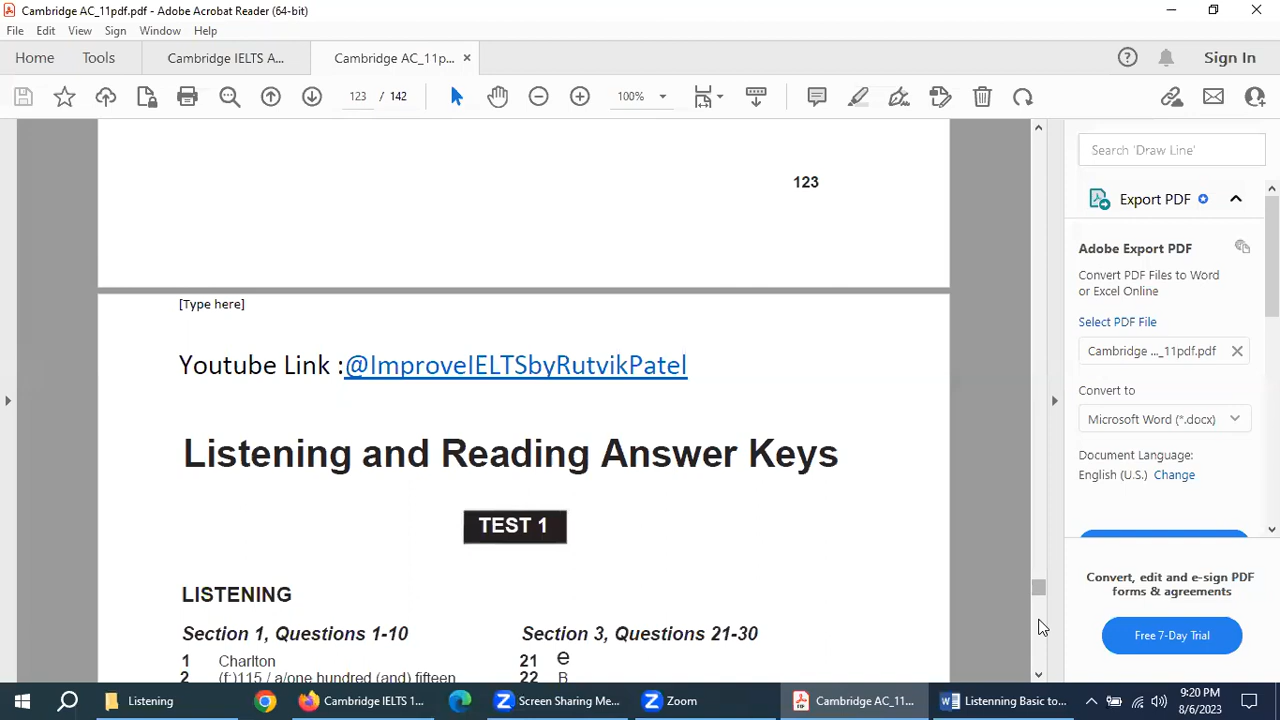 Cambridge AC_11pdf.pdf - Adobe Acrobat Reader (64-bit)
File Edit View Sign Window Help
Home Tools Cambridge IELTS A... Cambridge AC_11p... × Sign In
123 / 142 100%
123
[Type here]
Youtube Link :@ImproveIELTSbyRutvikPatel
Listening and Reading Answer Keys
TEST 1
LISTENING
Section 1, Questions 1-10
1 Charlton
2 (£)115 / a/one hundred (and) fifteen
Section 3, Questions 21-30
21 e
22 B
Search 'Draw Line'
Export PDF
Adobe Export PDF
Convert PDF Files to Word
or Excel Online
Select PDF File
Cambridge ..._11pdf.pdf
Convert to
Microsoft Word (*.docx)
Document Language:
English (U.S.) Change
Convert, edit and e-sign PDF
forms & agreements
Free 7-Day Trial
Listening Cambridge IELTS 1... Screen Sharing Me... Zoom Cambridge AC_11... Listenning Basic to...
9:20 PM
8/6/2023